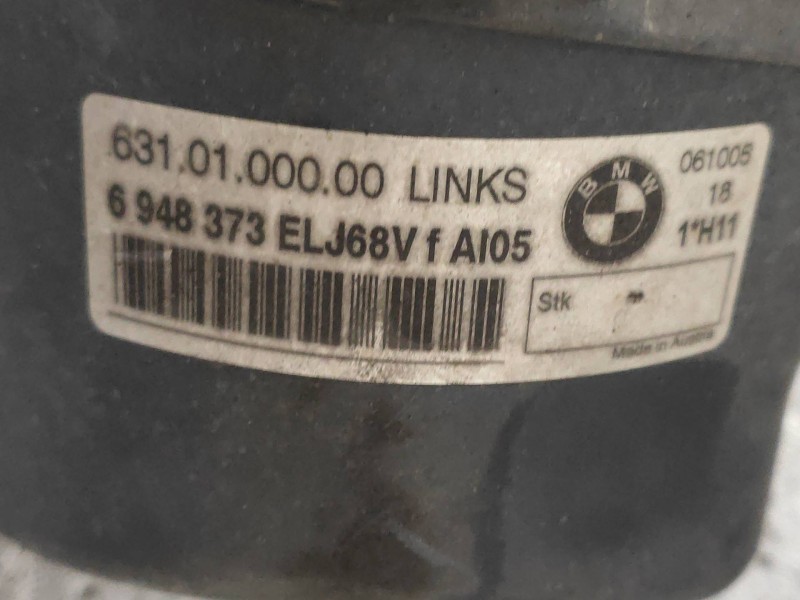 631.01.000.00 LINKS
6 948 373 ELJ68V f AI05
BMW
061005
18
1*H11
Stk
Made in Austria